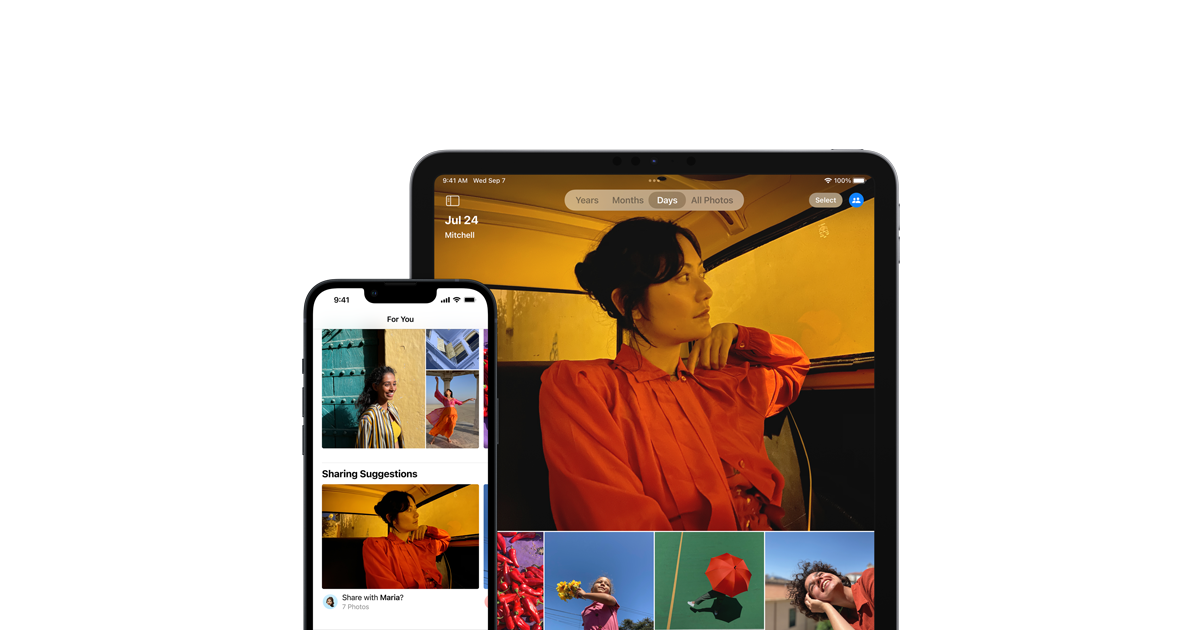 9:41 AM Wed Sep 7
100%
Years Months Days All Photos
Select
Jul 24
Mitchell
9:41
For You
Sharing Suggestions
Share with Maria?
7 Photos